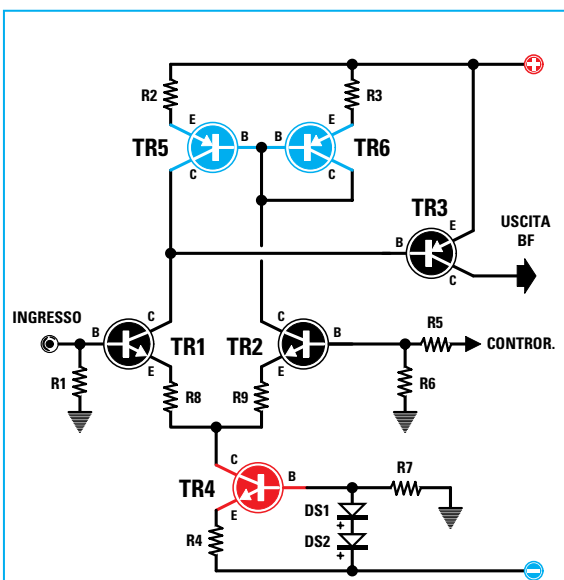 +
R2
R3
E
E
TR5
B
B
TR6
C
C
TR3
E
B
C
USCITA
BF
INGRESSO
B
C
TR1
E
C
TR2
B
E
R5
CONTROR.
R1
R8
R9
R6
C
TR4
B
E
R7
DS1
+
DS2
+
R4
−